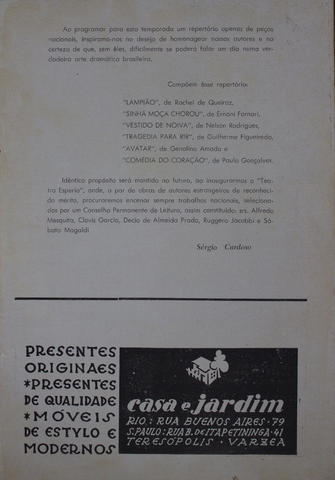 Ao programar para esta temporada um repertório apenas de peças
nacionais, inspiramo-nos no desejo de homenagear nossos autores e na
certeza de que, sem êles, dificilmente se poderá falar um dia numa ver-
dadeira arte dramática brasileira.
Compõem êsse repertório:
"LAMPIÃO", de Rachel de Queiroz,
"SINHÁ MOÇA CHOROU", de Ernani Fornari,
"VESTIDO DE NOIVA", de Nelson Rodrigues,
"TRAGEDIA PARA RIR", de Guilherme Figueiredo,
"AVATAR", de Genolino Amado e
"COMÉDIA DO CORAÇÃO", de Paulo Gonçalves.
Idêntico propósito será mantido no futuro, ao inaugurarmos o "Tea-
tro Esperia", onde, a par de obras de autores estrangeiros de reconheci-
do mérito, procuraremos encenar sempre trabalhos nacionais, seleciona-
dos por um Conselho Permanente de Leitura, assim constituido: srs. Alfredo
Mesquita, Clovis Garcia, Decio de Almeida Prado, Ruggero Jacobbi e Sá-
bato Magaldi
Sérgio Cardoso
PRESENTES
ORIGINAES
*PRESENTES
DE QUALIDADE
*MÓVEIS
DE ESTYLO E
MODERNOS
casa e jardim
RIO: RUA BUENOS AIRES·79
S.PAULO: RUA B. DE ITAPETININGA·41
TERESÓPOLIS · VARZEA